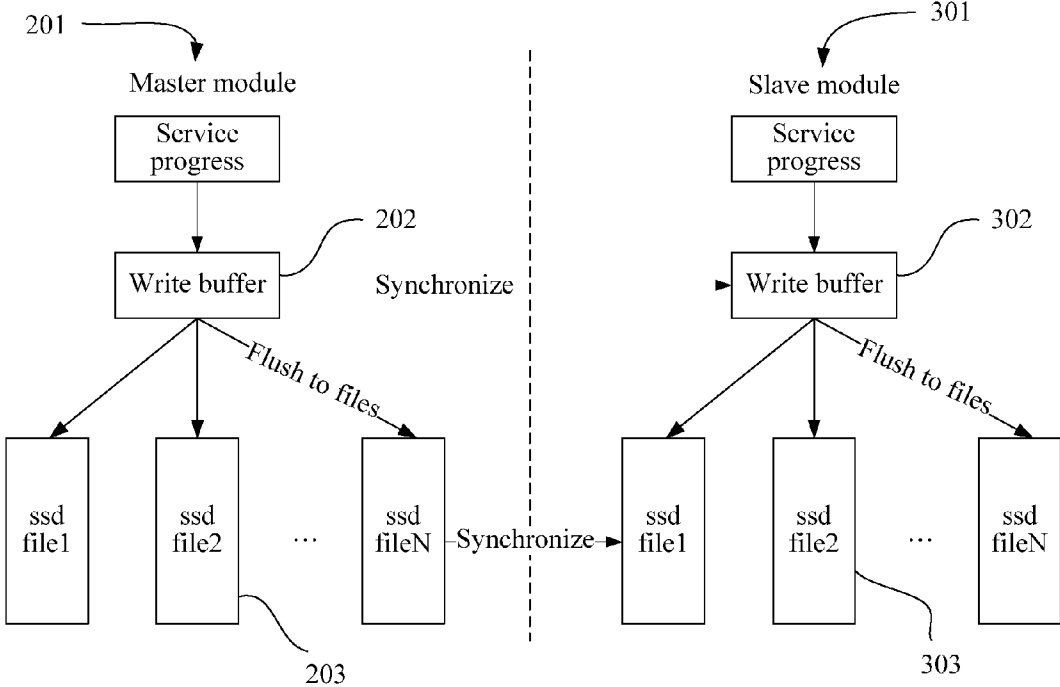 201
301
Master module
Slave module
Service
progress
Service
progress
202
302
Write buffer
Synchronize
Write buffer
Flush to files
Flush to files
ssd
file1
ssd
file2
...
ssd
fileN
Synchronize
ssd
file1
ssd
file2
...
ssd
fileN
203
303